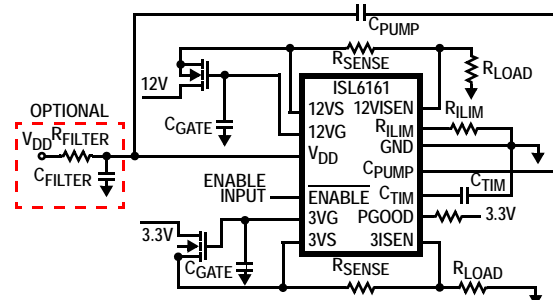 CPUMP
RSENSE
ISL6161
RLOAD
12V
12VS
12VISEN
RILIM
OPTIONAL
CGATE
12VG
RILIM
GND
VDD
RFILTER
VDD
CPUMP
CFILTER
ENABLE
INPUT
ENABLE
CTIM
CTIM
3VG
PGOOD
3.3V
3.3V
3VS
3ISEN
CGATE
RSENSE
RLOAD